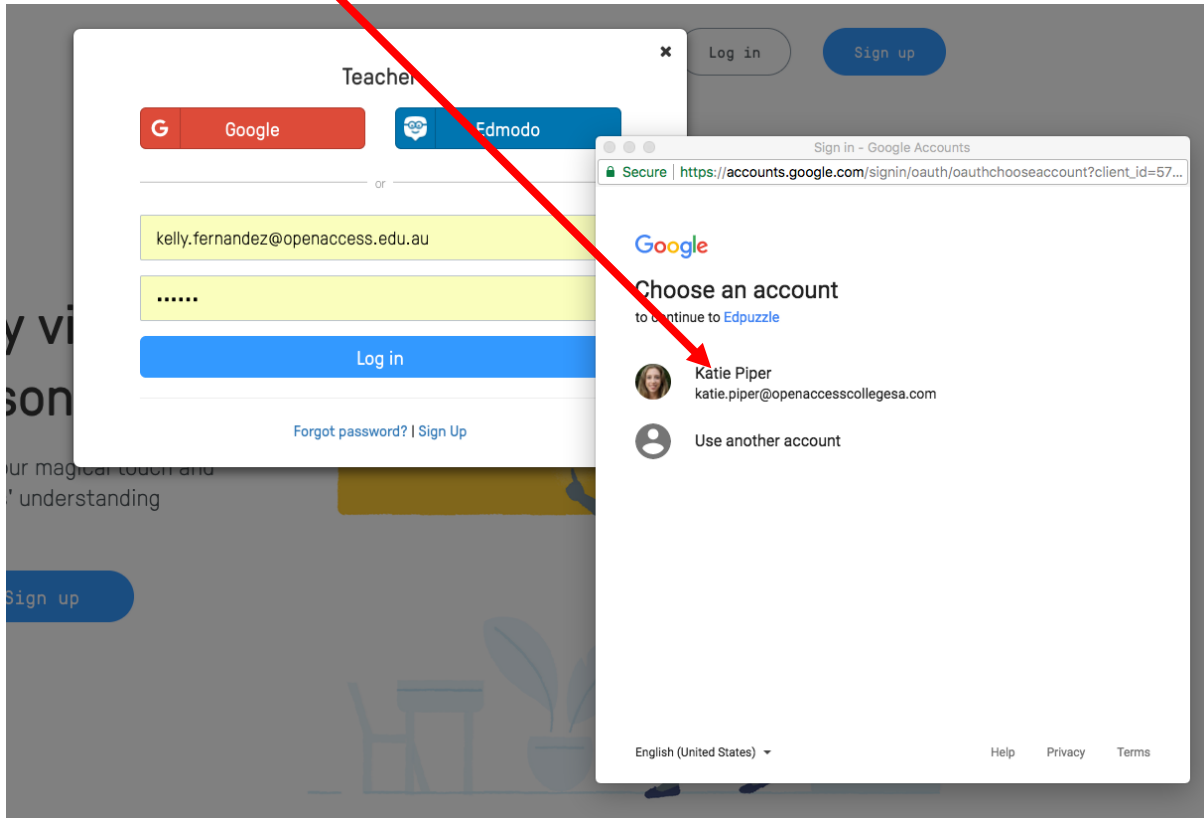 Log in
Sign up
Teacher
G Google
Edmodo
or
kelly.fernandez@openaccess.edu.au
······
Log in
Forgot password? | Sign Up
y vi
son
ur magical touch and
' understanding
Sign up
Sign in - Google Accounts
Secure | https://accounts.google.com/signin/oauth/oauthchooseaccount?client_id=57...
Google
Choose an account
to continue to Edpuzzle
Katie Piper
katie.piper@openaccesscollegesa.com
Use another account
English (United States)
Help Privacy Terms